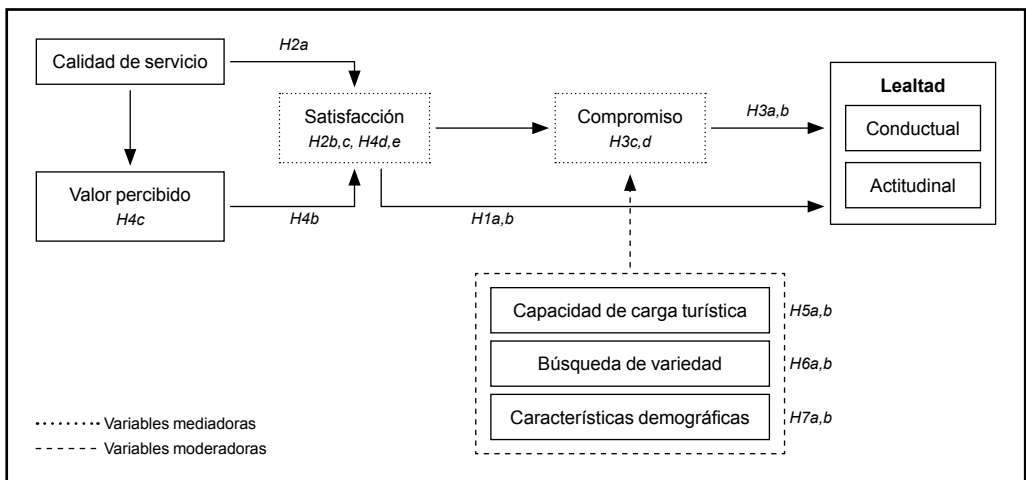 Calidad de servicio
H2a
Satisfacción
H2b,c, H4d,e
Compromiso
H3c,d
H3a,b
Lealtad
Conductual
Actitudinal
Valor percibido
H4c
H4b
H1a,b
Capacidad de carga turística
H5a,b
Búsqueda de variedad
H6a,b
Características demográficas
H7a,b
Variables mediadoras
Variables moderadoras